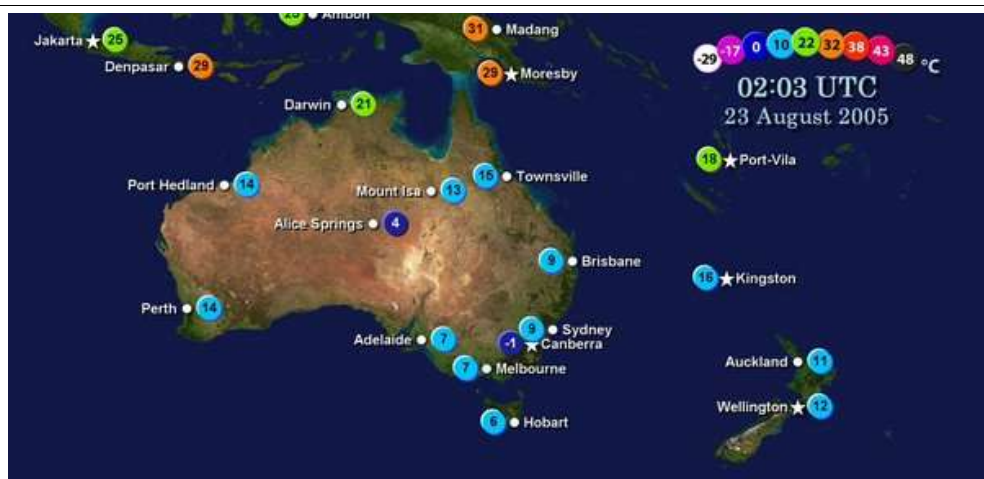 23 Ambon
31 Madang
-29 -17 0 10 22 32 38 43 48 °C
Jakarta 25
Denpasar 29
29 Moresby
02:03 UTC
23 August 2005
Darwin 21
18 Port-Vila
Port Hedland 14
Mount Isa 13
15 Townsville
Alice Springs 4
9 Brisbane
16 Kingston
Perth 14
Adelaide 7
9 Sydney
-1 Canberra
7 Melbourne
Auckland 11
Wellington 12
6 Hobart